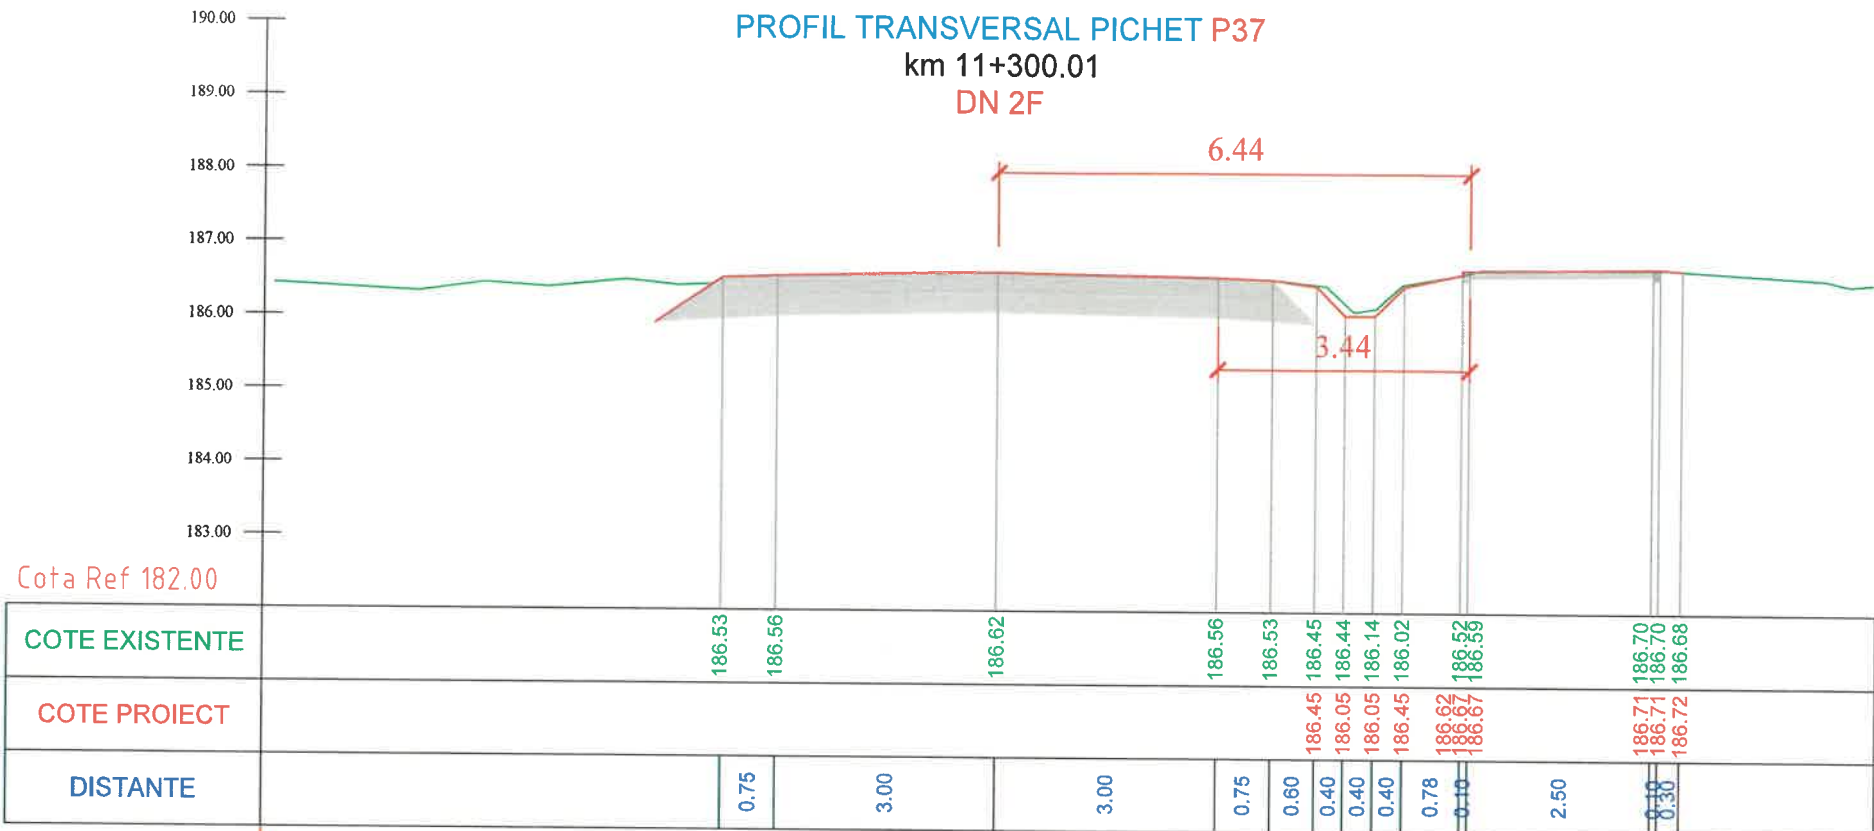 PROFIL TRANSVERSAL PICHET P37
km 11+300.01
DN 2F
190.00
189.00
188.00
187.00
186.00
185.00
184.00
183.00
6.44
3.44
Cota Ref 182.00
COTE EXISTENTE 186.53 186.56 186.62 186.56 186.53 186.45 186.44 186.14 186.02 186.52 186.59 186.70 186.70 186.68
COTE PROIECT 186.45 186.05 186.05 186.45 186.62 186.67 186.67 186.71 186.71 186.72
DISTANTE 0.75 3.00 3.00 0.75 0.60 0.40 0.40 0.40 0.78 0.10 2.50 0.10 0.30